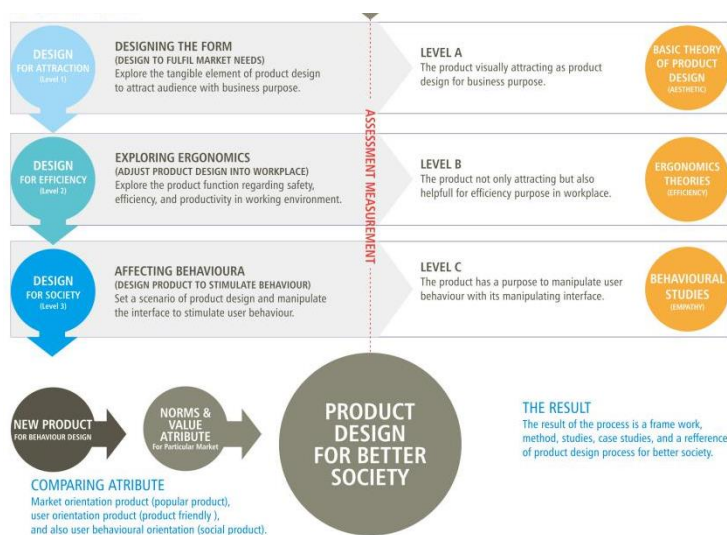 DESIGN
FOR ATTRACTION
(Level 1)
DESIGNING THE FORM
(DESIGN TO FULFIL MARKET NEEDS)
Explore the tangible element of product design
to attract audience with business purpose.
LEVEL A
The product visually attracting as product
design for business purpose.
BASIC THEORY
OF PRODUCT
DESIGN
(AESTHETIC)
ASSESSMENT MEASUREMENT
DESIGN
FOR EFFICIENCY
(Level 2)
EXPLORING ERGONOMICS
(ADJUST PRODUCT DESIGN INTO WORKPLACE)
Explore the product function regarding safety,
efficiency, and productivity in working environment.
LEVEL B
The product not only attracting but also
helpfull for efficiency purpose in workplace.
ERGONOMICS
THEORIES
(EFFICIENCY)
DESIGN
FOR SOCIETY
(Level 3)
AFFECTING BEHAVIOURA
(DESIGN PRODUCT TO STIMULATE BEHAVIOUR)
Set a scenario of product design and manipulate
the interface to stimulate user behaviour.
LEVEL C
The product has a purpose to manipulate user
behaviour with its manipulating interface.
BEHAVIOURAL
STUDIES
(EMPATHY)
NEW PRODUCT
FOR BEHAVIOUR DESIGN
NORMS &
VALUE
ATRIBUTE
For Particular Market
PRODUCT
DESIGN
FOR BETTER
SOCIETY
THE RESULT
The result of the process is a frame work,
method, studies, case studies, and a refference
of product design process for better society.
COMPARING ATRIBUTE
Market orientation product (popular product),
user orientation product (product friendly ),
and also user behavioural orientation (social product).